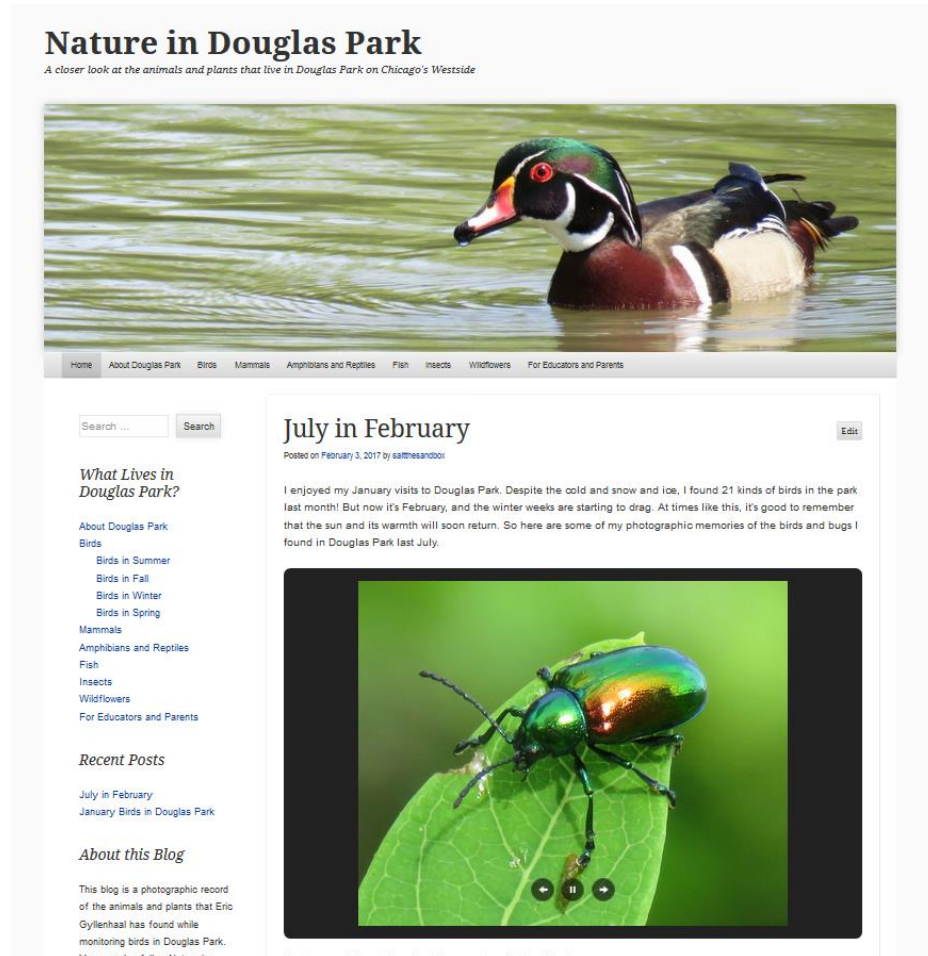 Nature in Douglas Park
A closer look at the animals and plants that live in Douglas Park on Chicago's Westside
Home About Douglas Park Birds Mammals Amphibians and Reptiles Fish Insects Wildflowers For Educators and Parents
Search ... Search
What Lives in
Douglas Park?
About Douglas Park
Birds
Birds in Summer
Birds in Fall
Birds in Winter
Birds in Spring
Mammals
Amphibians and Reptiles
Fish
Insects
Wildflowers
For Educators and Parents
Recent Posts
July in February
January Birds in Douglas Park
About this Blog
This blog is a photographic record
of the animals and plants that Eric
Gyllenhaal has found while
monitoring birds in Douglas Park.
July in February
Edit
Posted on February 3, 2017 by saltthesandbox
I enjoyed my January visits to Douglas Park. Despite the cold and snow and ice, I found 21 kinds of birds in the park
last month! But now it's February, and the winter weeks are starting to drag. At times like this, it's good to remember
that the sun and its warmth will soon return. So here are some of my photographic memories of the birds and bugs I
found in Douglas Park last July.